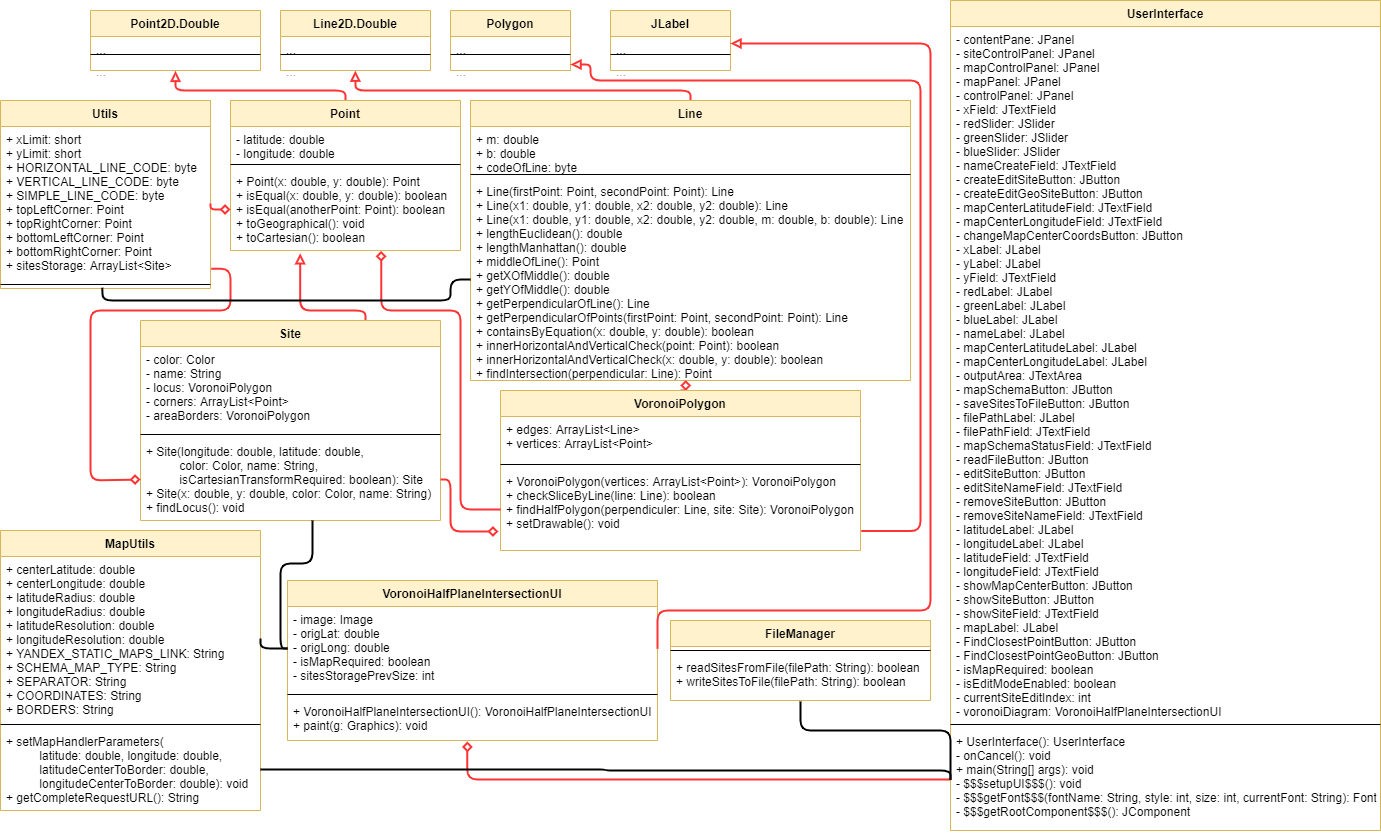 Point2D.Double
...
...
Line2D.Double
...
...
Polygon
...
...
JLabel
...
...
Utils
+ xLimit: short
+ yLimit: short
+ HORIZONTAL_LINE_CODE: byte
+ VERTICAL_LINE_CODE: byte
+ SIMPLE_LINE_CODE: byte
+ topLeftCorner: Point
+ topRightCorner: Point
+ bottomLeftCorner: Point
+ bottomRightCorner: Point
+ sitesStorage: ArrayList<Site>
Point
- latitude: double
- longitude: double
+ Point(x: double, y: double): Point
+ isEqual(x: double, y: double): boolean
+ isEqual(anotherPoint: Point): boolean
+ toGeographical(): void
+ toCartesian(): boolean
Line
+ m: double
+ b: double
+ codeOfLine: byte
+ Line(firstPoint: Point, secondPoint: Point): Line
+ Line(x1: double, y1: double, x2: double, y2: double): Line
+ Line(x1: double, y1: double, x2: double, y2: double, m: double, b: double): Line
+ lengthEuclidean(): double
+ lengthManhattan(): double
+ middleOfLine(): Point
+ getXOfMiddle(): double
+ getYOfMiddle(): double
+ getPerpendicularOfLine(): Line
+ getPerpendicularOfPoints(firstPoint: Point, secondPoint: Point): Line
+ containsByEquation(x: double, y: double): boolean
+ innerHorizontalAndVerticalCheck(point: Point): boolean
+ innerHorizontalAndVerticalCheck(x: double, y: double): boolean
+ findIntersection(perpendicular: Line): Point
Site
- color: Color
- name: String
- locus: VoronoiPolygon
- corners: ArrayList<Point>
- areaBorders: VoronoiPolygon
+ Site(longitude: double, latitude: double,
color: Color, name: String,
isCartesianTransformRequired: boolean): Site
+ Site(x: double, y: double, color: Color, name: String)
+ findLocus(): void
VoronoiPolygon
+ edges: ArrayList<Line>
+ vertices: ArrayList<Point>
+ VoronoiPolygon(vertices: ArrayList<Point>): VoronoiPolygon
+ checkSliceByLine(line: Line): boolean
+ findHalfPolygon(perpendiculer: Line, site: Site): VoronoiPolygon
+ setDrawable(): void
MapUtils
+ centerLatitude: double
+ centerLongitude: double
+ latitudeRadius: double
+ longitudeRadius: double
+ latitudeResolution: double
+ longitudeResolution: double
+ YANDEX_STATIC_MAPS_LINK: String
+ SCHEMA_MAP_TYPE: String
+ SEPARATOR: String
+ COORDINATES: String
+ BORDERS: String
+ setMapHandlerParameters(
latitude: double, longitude: double,
latitudeCenterToBorder: double,
longitudeCenterToBorder: double): void
+ getCompleteRequestURL(): String
VoronoiHalfPlaneIntersectionUI
- image: Image
- origLat: double
- origLong: double
- isMapRequired: boolean
- sitesStoragePrevSize: int
+ VoronoiHalfPlaneIntersectionUI(): VoronoiHalfPlaneIntersectionUI
+ paint(g: Graphics): void
FileManager
+ readSitesFromFile(filePath: String): boolean
+ writeSitesToFile(filePath: String): boolean
UserInterface
- contentPane: JPanel
- siteControlPanel: JPanel
- mapControlPanel: JPanel
- mapPanel: JPanel
- controlPanel: JPanel
- xField: JTextField
- redSlider: JSlider
- greenSlider: JSlider
- blueSlider: JSlider
- nameCreateField: JTextField
- createEditSiteButton: JButton
- createEditGeoSiteButton: JButton
- mapCenterLatitudeField: JTextField
- mapCenterLongitudeField: JTextField
- changeMapCenterCoordsButton: JButton
- xLabel: JLabel
- yLabel: JLabel
- yField: JTextField
- redLabel: JLabel
- greenLabel: JLabel
- blueLabel: JLabel
- nameLabel: JLabel
- mapCenterLatitudeLabel: JLabel
- mapCenterLongitudeLabel: JLabel
- outputArea: JTextArea
- mapSchemaButton: JButton
- saveSitesToFileButton: JButton
- filePathLabel: JLabel
- filePathField: JTextField
- mapSchemaStatusField: JTextField
- readFileButton: JButton
- editSiteButton: JButton
- editSiteNameField: JTextField
- removeSiteButton: JButton
- removeSiteNameField: JTextField
- latitudeLabel: JLabel
- longitudeLabel: JLabel
- latitudeField: JTextField
- longitudeField: JTextField
- showMapCenterButton: JButton
- showSiteButton: JButton
- showSiteField: JTextField
- mapLabel: JLabel
- FindClosestPointButton: JButton
- FindClosestPointGeoButton: JButton
- isMapRequired: boolean
- isEditModeEnabled: boolean
- currentSiteEditIndex: int
- voronoiDiagram: VoronoiHalfPlaneIntersectionUI
+ UserInterface(): UserInterface
- onCancel(): void
+ main(String[] args): void
- $$$setupUI$$$(): void
- $$$getFont$$$(fontName: String, style: int, size: int, currentFont: String): Font
- $$$getRootComponent$$$(): JComponent